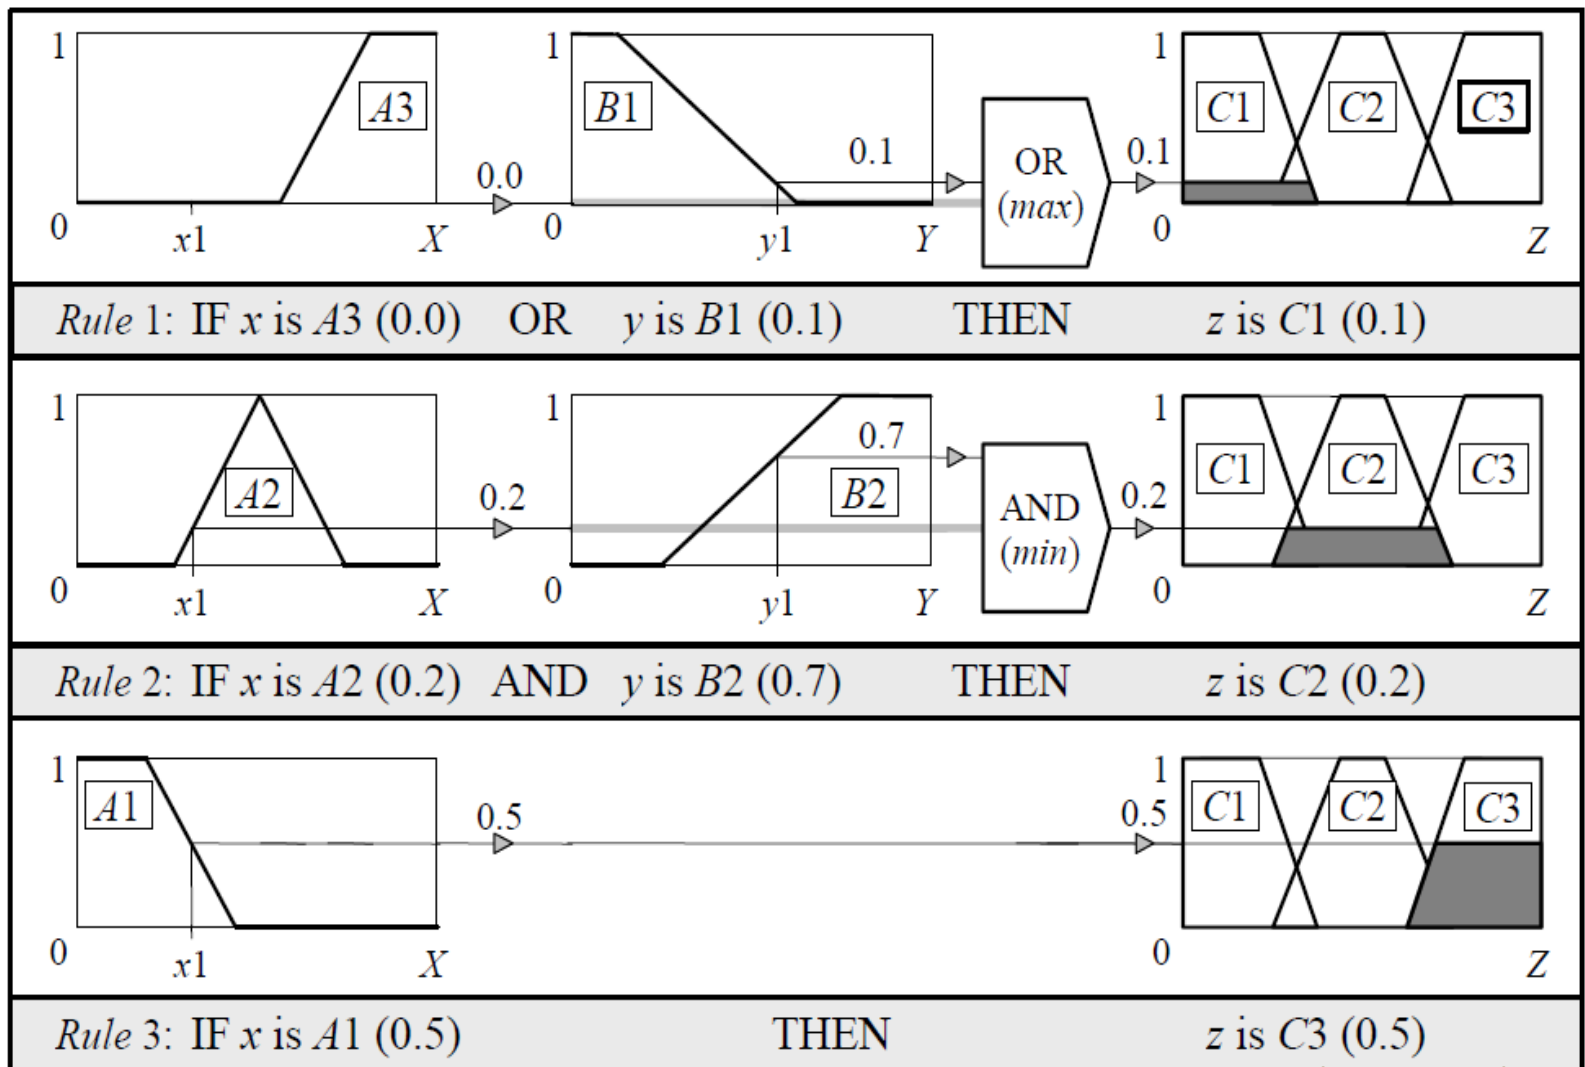 1 A3 1 B1 0.1 OR (max) 0.1 1 C1 C2 C3
0.0
0 x1 X 0 y1 Y 0 Z
Rule 1: IF x is A3 (0.0) OR y is B1 (0.1) THEN z is C1 (0.1)
1 A2 1 0.7 B2 AND (min) 0.2 1 C1 C2 C3
0.2
0 x1 X 0 y1 Y 0 Z
Rule 2: IF x is A2 (0.2) AND y is B2 (0.7) THEN z is C2 (0.2)
1 A1 0.5 1 0.5 C1 C2 C3
0 x1 X 0 Z
Rule 3: IF x is A1 (0.5) THEN z is C3 (0.5)